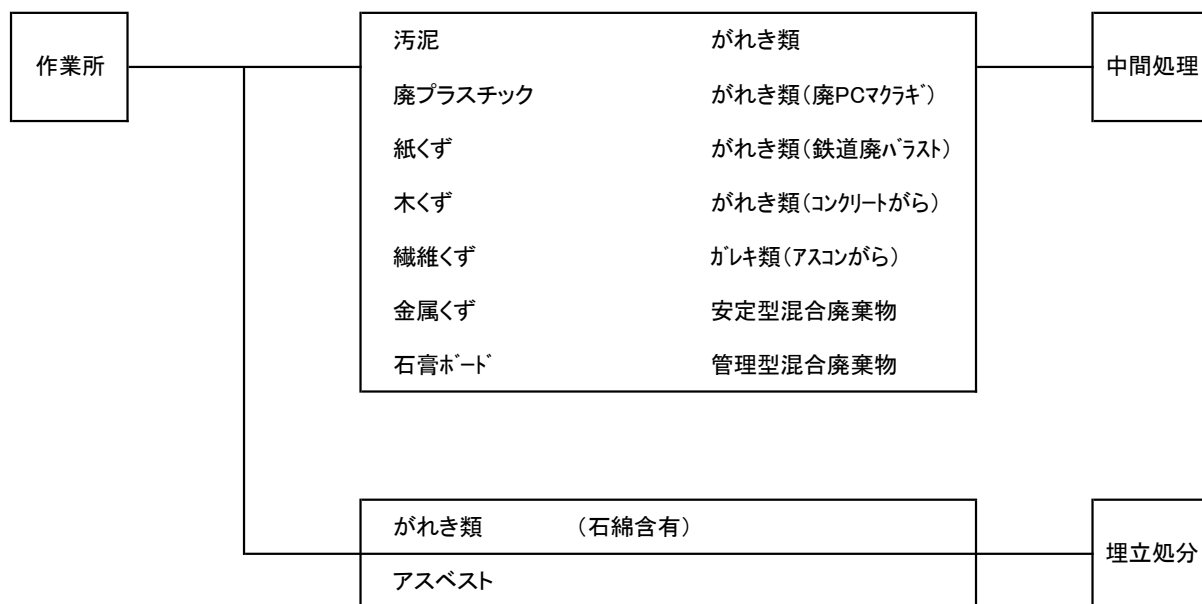 作業所
汚泥 がれき類
廃プラスチック がれき類(廃PCﾏｸﾗｷﾞ)
紙くず がれき類(鉄道廃ﾊﾞﾗｽﾄ)
木くず がれき類(ｺﾝｸﾘｰﾄがら)
繊維くず ｶﾞﾚｷ類(ｱｽｺﾝがら)
金属くず 安定型混合廃棄物
石膏ﾎﾞｰﾄﾞ 管理型混合廃棄物
中間処理
がれき類 (石綿含有)
アスベスト
埋立処分